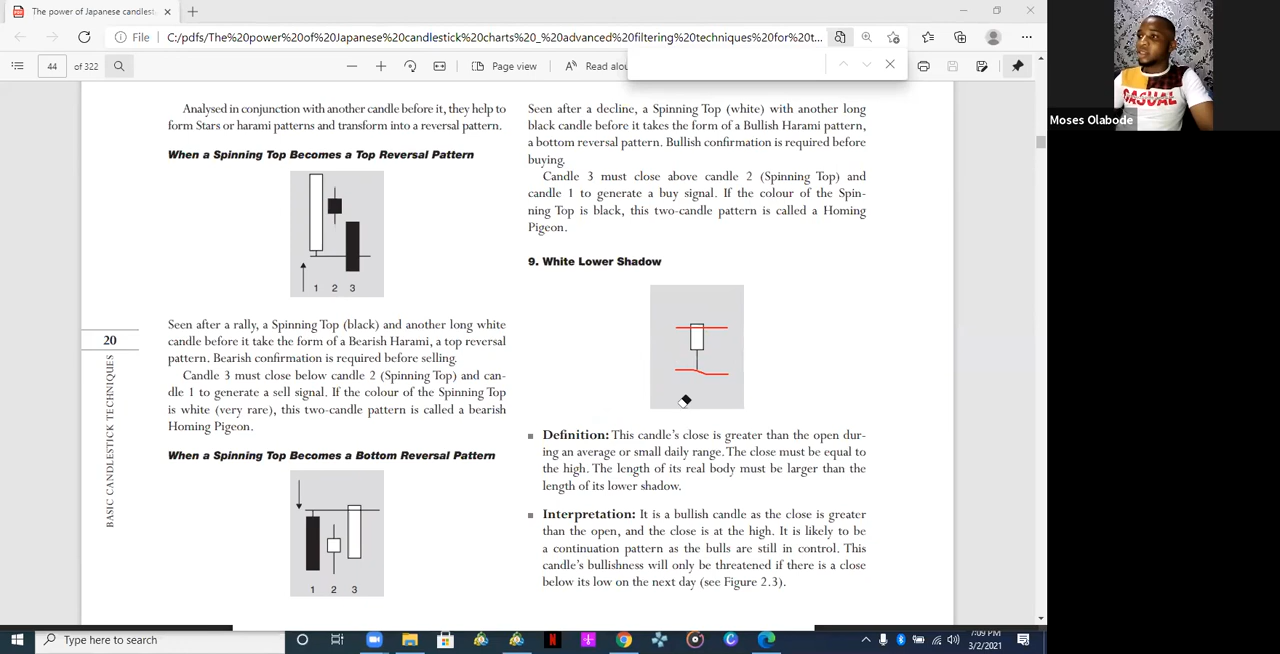 The power of Japanese candlest
File
C:/pdfs/The%20power%20of%20Japanese%20candlestick%20charts%20_%20advanced%20filtering%20techniques%20for%20t...
44
of 322
Page view
Read alou
Moses Olabode
CASUAL
Analysed in conjunction with another candle before it, they help to
form Stars or harami patterns and transform into a reversal pattern.
When a Spinning Top Becomes a Top Reversal Pattern
1 2 3
Seen after a rally, a Spinning Top (black) and another long white
candle before it take the form of a Bearish Harami, a top reversal
pattern. Bearish confirmation is required before selling.
Candle 3 must close below candle 2 (Spinning Top) and can-
dle 1 to generate a sell signal. If the colour of the Spinning Top
is white (very rare), this two-candle pattern is called a bearish
Homing Pigeon.
When a Spinning Top Becomes a Bottom Reversal Pattern
1 2 3
20
BASIC CANDLESTICK TECHNIQUES
Seen after a decline, a Spinning Top (white) with another long
black candle before it takes the form of a Bullish Harami pattern,
a bottom reversal pattern. Bullish confirmation is required before
buying.
Candle 3 must close above candle 2 (Spinning Top) and
candle 1 to generate a buy signal. If the colour of the Spin-
ning Top is black, this two-candle pattern is called a Homing
Pigeon.
9. White Lower Shadow
Definition: This candle's close is greater than the open dur-
ing an average or small daily range. The close must be equal to
the high. The length of its real body must be larger than the
length of its lower shadow.
Interpretation: It is a bullish candle as the close is greater
than the open, and the close is at the high. It is likely to be
a continuation pattern as the bulls are still in control. This
candle's bullishness will only be threatened if there is a close
below its low on the next day (see Figure 2.3).
Type here to search
7:09 PM
3/2/2021